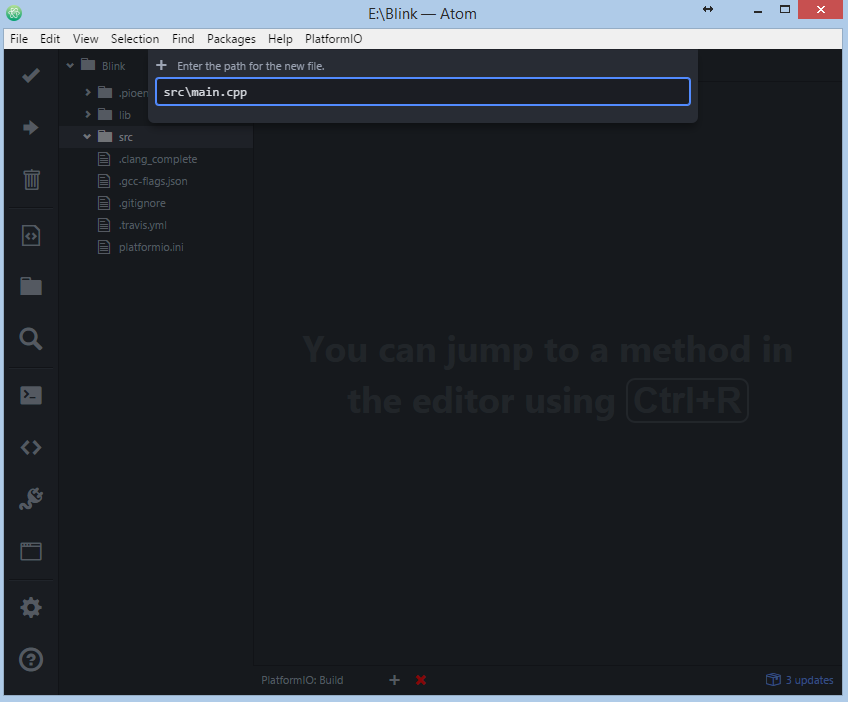 E:\Blink — Atom
File Edit View Selection Find Packages Help PlatformIO
Blink
Enter the path for the new file.
src\main.cpp
.pioen
lib
src
.clang_complete
.gcc-flags.json
.gitignore
.travis.yml
platformio.ini
You can jump to a method in
the editor using Ctrl+R
PlatformIO: Build
3 updates